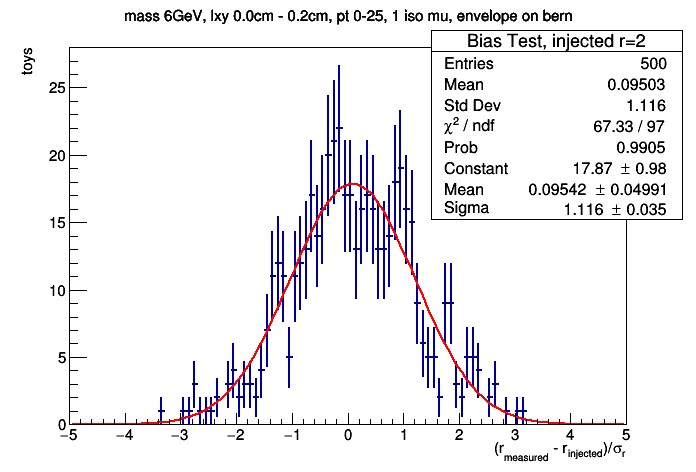 mass 6GeV, lxy 0.0cm - 0.2cm, pt 0-25, 1 iso mu, envelope on bern
Bias Test, injected r=2
Entries 500
Mean 0.09503
Std Dev 1.116
χ² / ndf 67.33 / 97
Prob 0.9905
Constant 17.87 ± 0.98
Mean 0.09542 ± 0.04991
Sigma 1.116 ± 0.035
toys
25
20
15
10
5
0
−5 −4 −3 −2 −1 0 1 2 3 4 5
(r_measured - r_injected)/σ_r